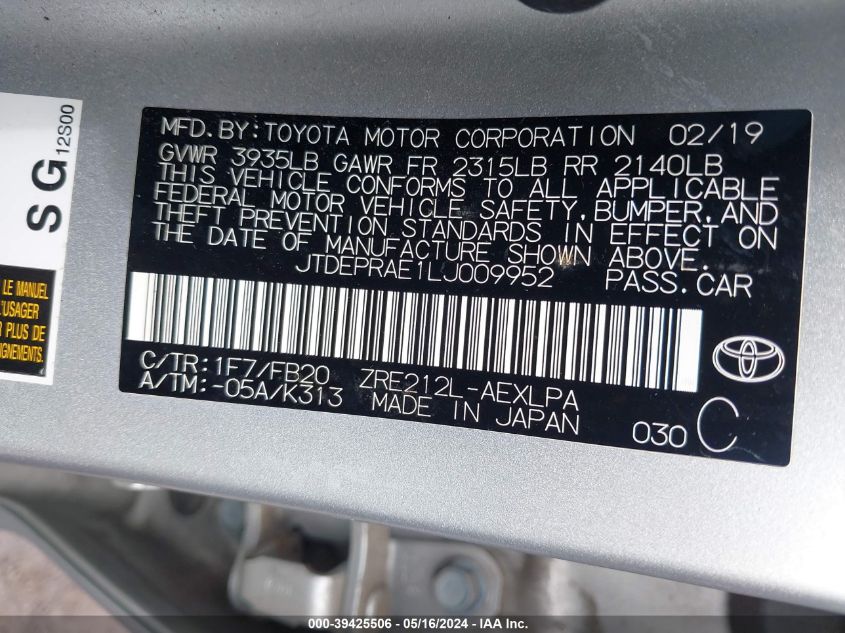 SG
12S00
LE MANUEL
L'USAGER
PLUS DE
MFD. BY: TOYOTA MOTOR CORPORATION 02/19
GVWR 3935LB GAWR FR 2315LB RR 2140LB
THIS VEHICLE CONFORMS TO ALL APPLICABLE
FEDERAL MOTOR VEHICLE SAFETY, BUMPER, AND
THEFT PREVENTION STANDARDS IN EFFECT ON
THE DATE OF MANUFACTURE SHOWN ABOVE.
JTDEPRAE1LJ009952 PASS. CAR
C/TR: 1F7/FB20 ZRE212L-AEXLPA
A/TM: -05A/K313 MADE IN JAPAN
030 C
000-39425506 - 05/16/2024 - IAAI, Inc.